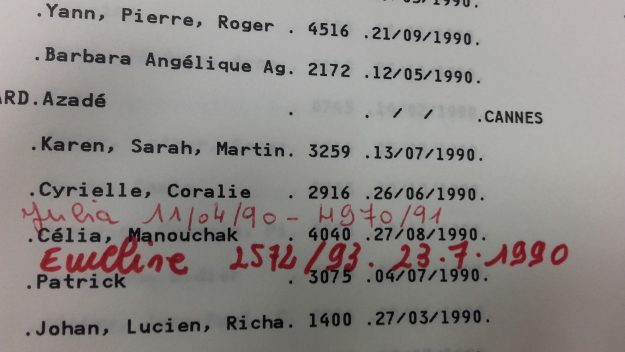 .Yann, Pierre, Roger . 4516 .21/09/1990.
.Barbara Angélique Ag. 2172 .12/05/1990.
ARD.Azadé . . / / .CANNES
.Karen, Sarah, Martin. 3259 .13/07/1990.
.Cyrielle, Coralie . 2916 .26/06/1990.
Julia 11/04/90 - H970/91
.Célia, Manouchak . 4040 .27/08/1990.
Emeline 2572/93. 23.7.1990
.Patrick . 3075 .04/07/1990.
.Johan, Lucien, Richa. 1400 .27/03/1990.